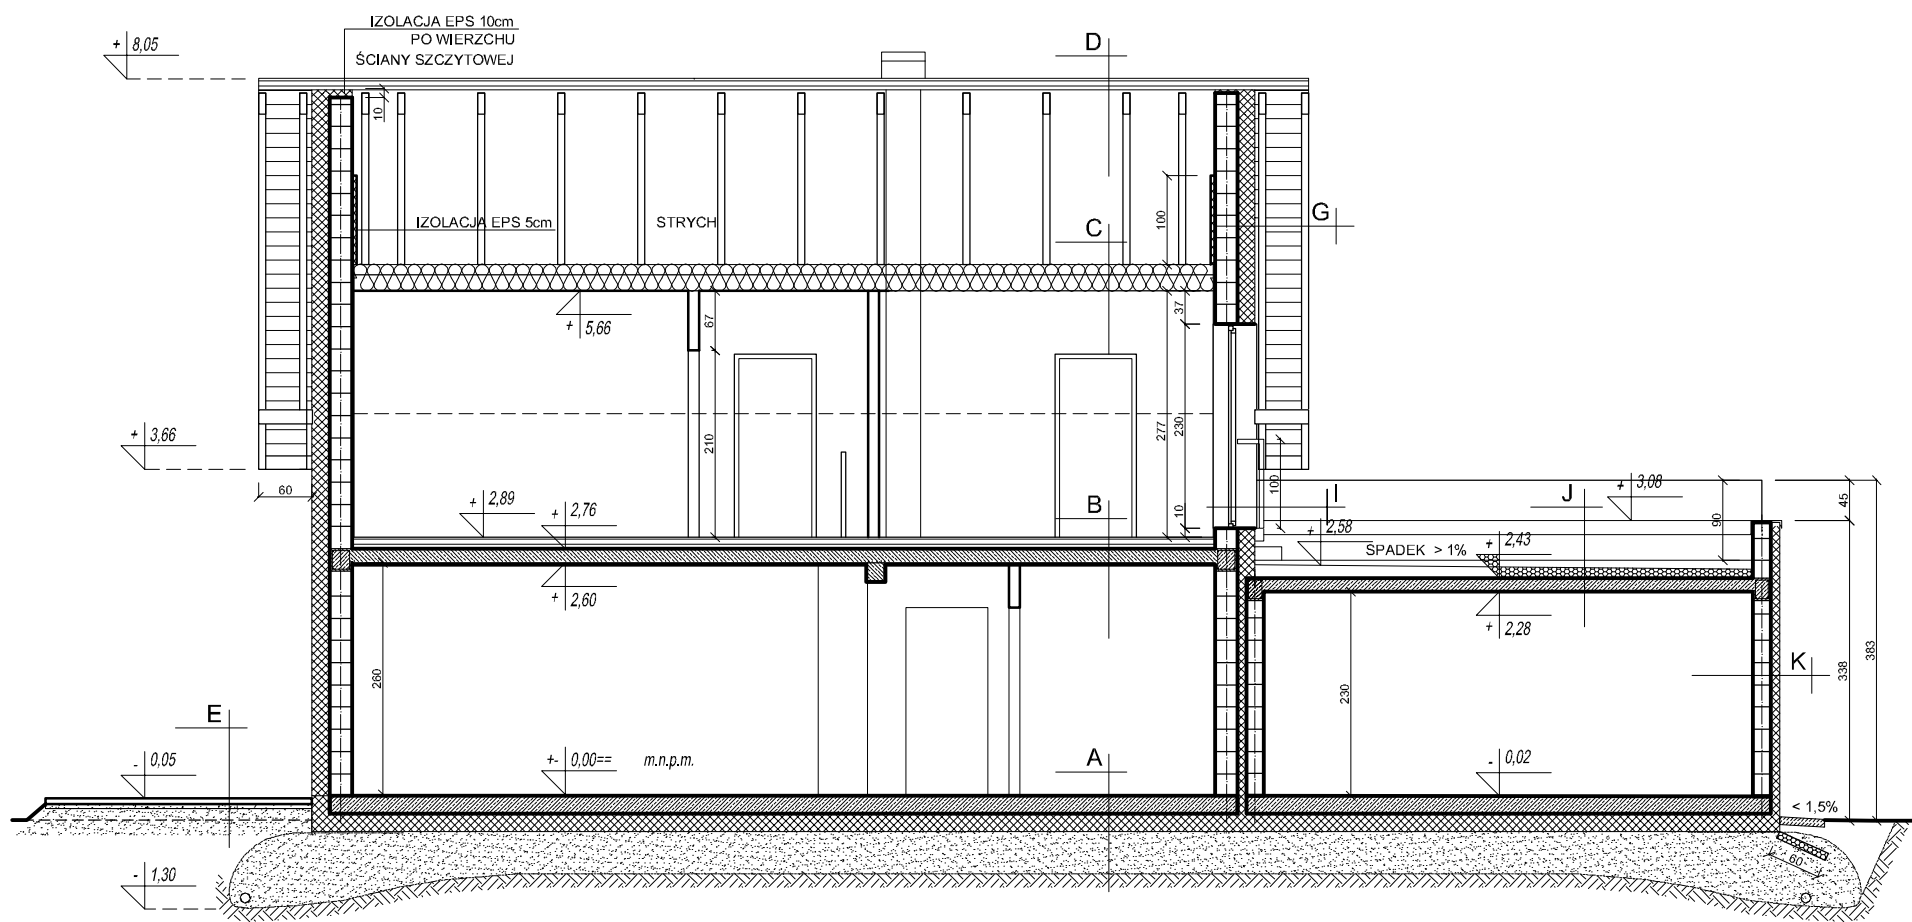 IZOLACJA EPS 10cm
PO WIERZCHU
ŚCIANY SZCZYTOWEJ
+ 8,05
D
10
IZOLACJA EPS 5cm
STRYCH
100
C
G
+ 5,66
67
37
+ 3,66
210
277
230
100
60
+ 2,89
+ 2,76
B
10
I
J
+ 3,08
+ 2,58
90
45
SPADEK > 1%
+ 2,43
+ 2,60
+ 2,28
260
230
K
338
383
E
- 0,05
+- 0,00== m.n.p.m.
A
- 0,02
< 1,5%
60
- 1,30